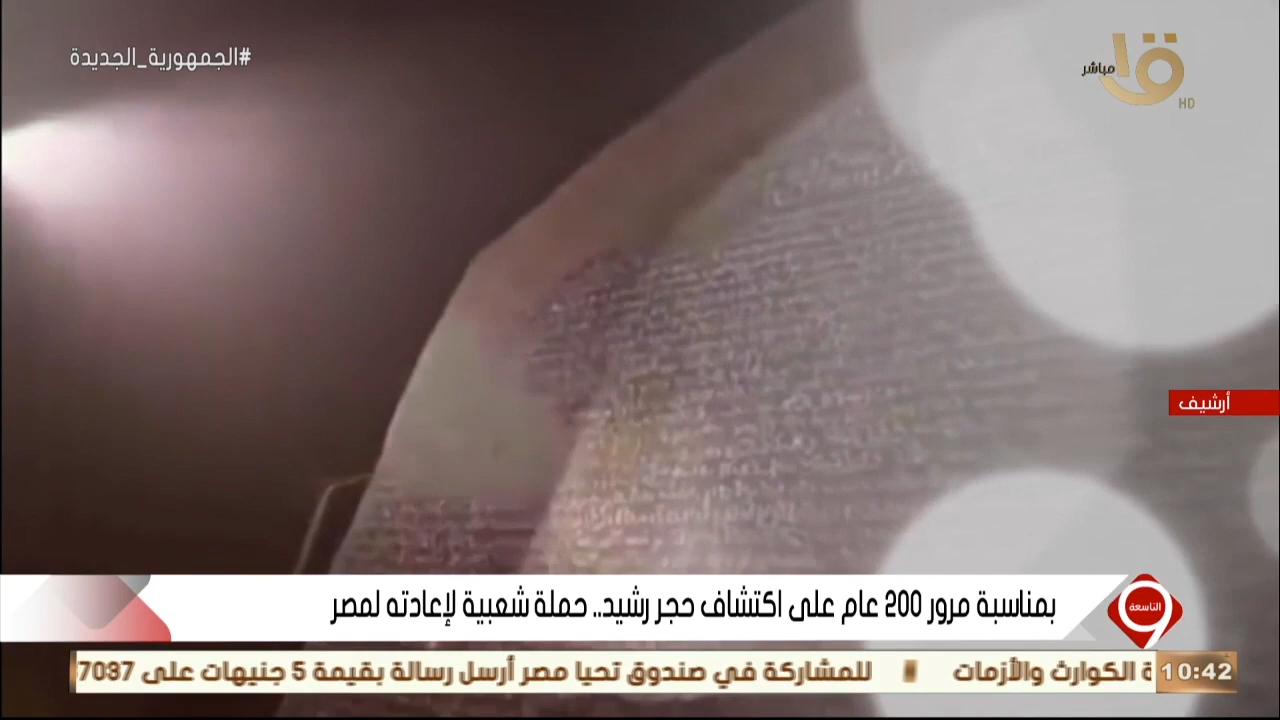 #الجمهورية_الجديدة
مباشر
HD
أرشيف
بمناسبة مرور 200 عام على اكتشاف حجر رشيد.. حملة شعبية لإعادته لمصر
التاسعة
9
10:42
ة الكوارث والأزمات
للمشاركة في صندوق تحيا مصر أرسل رسالة بقيمة 5 جنيهات على 7037